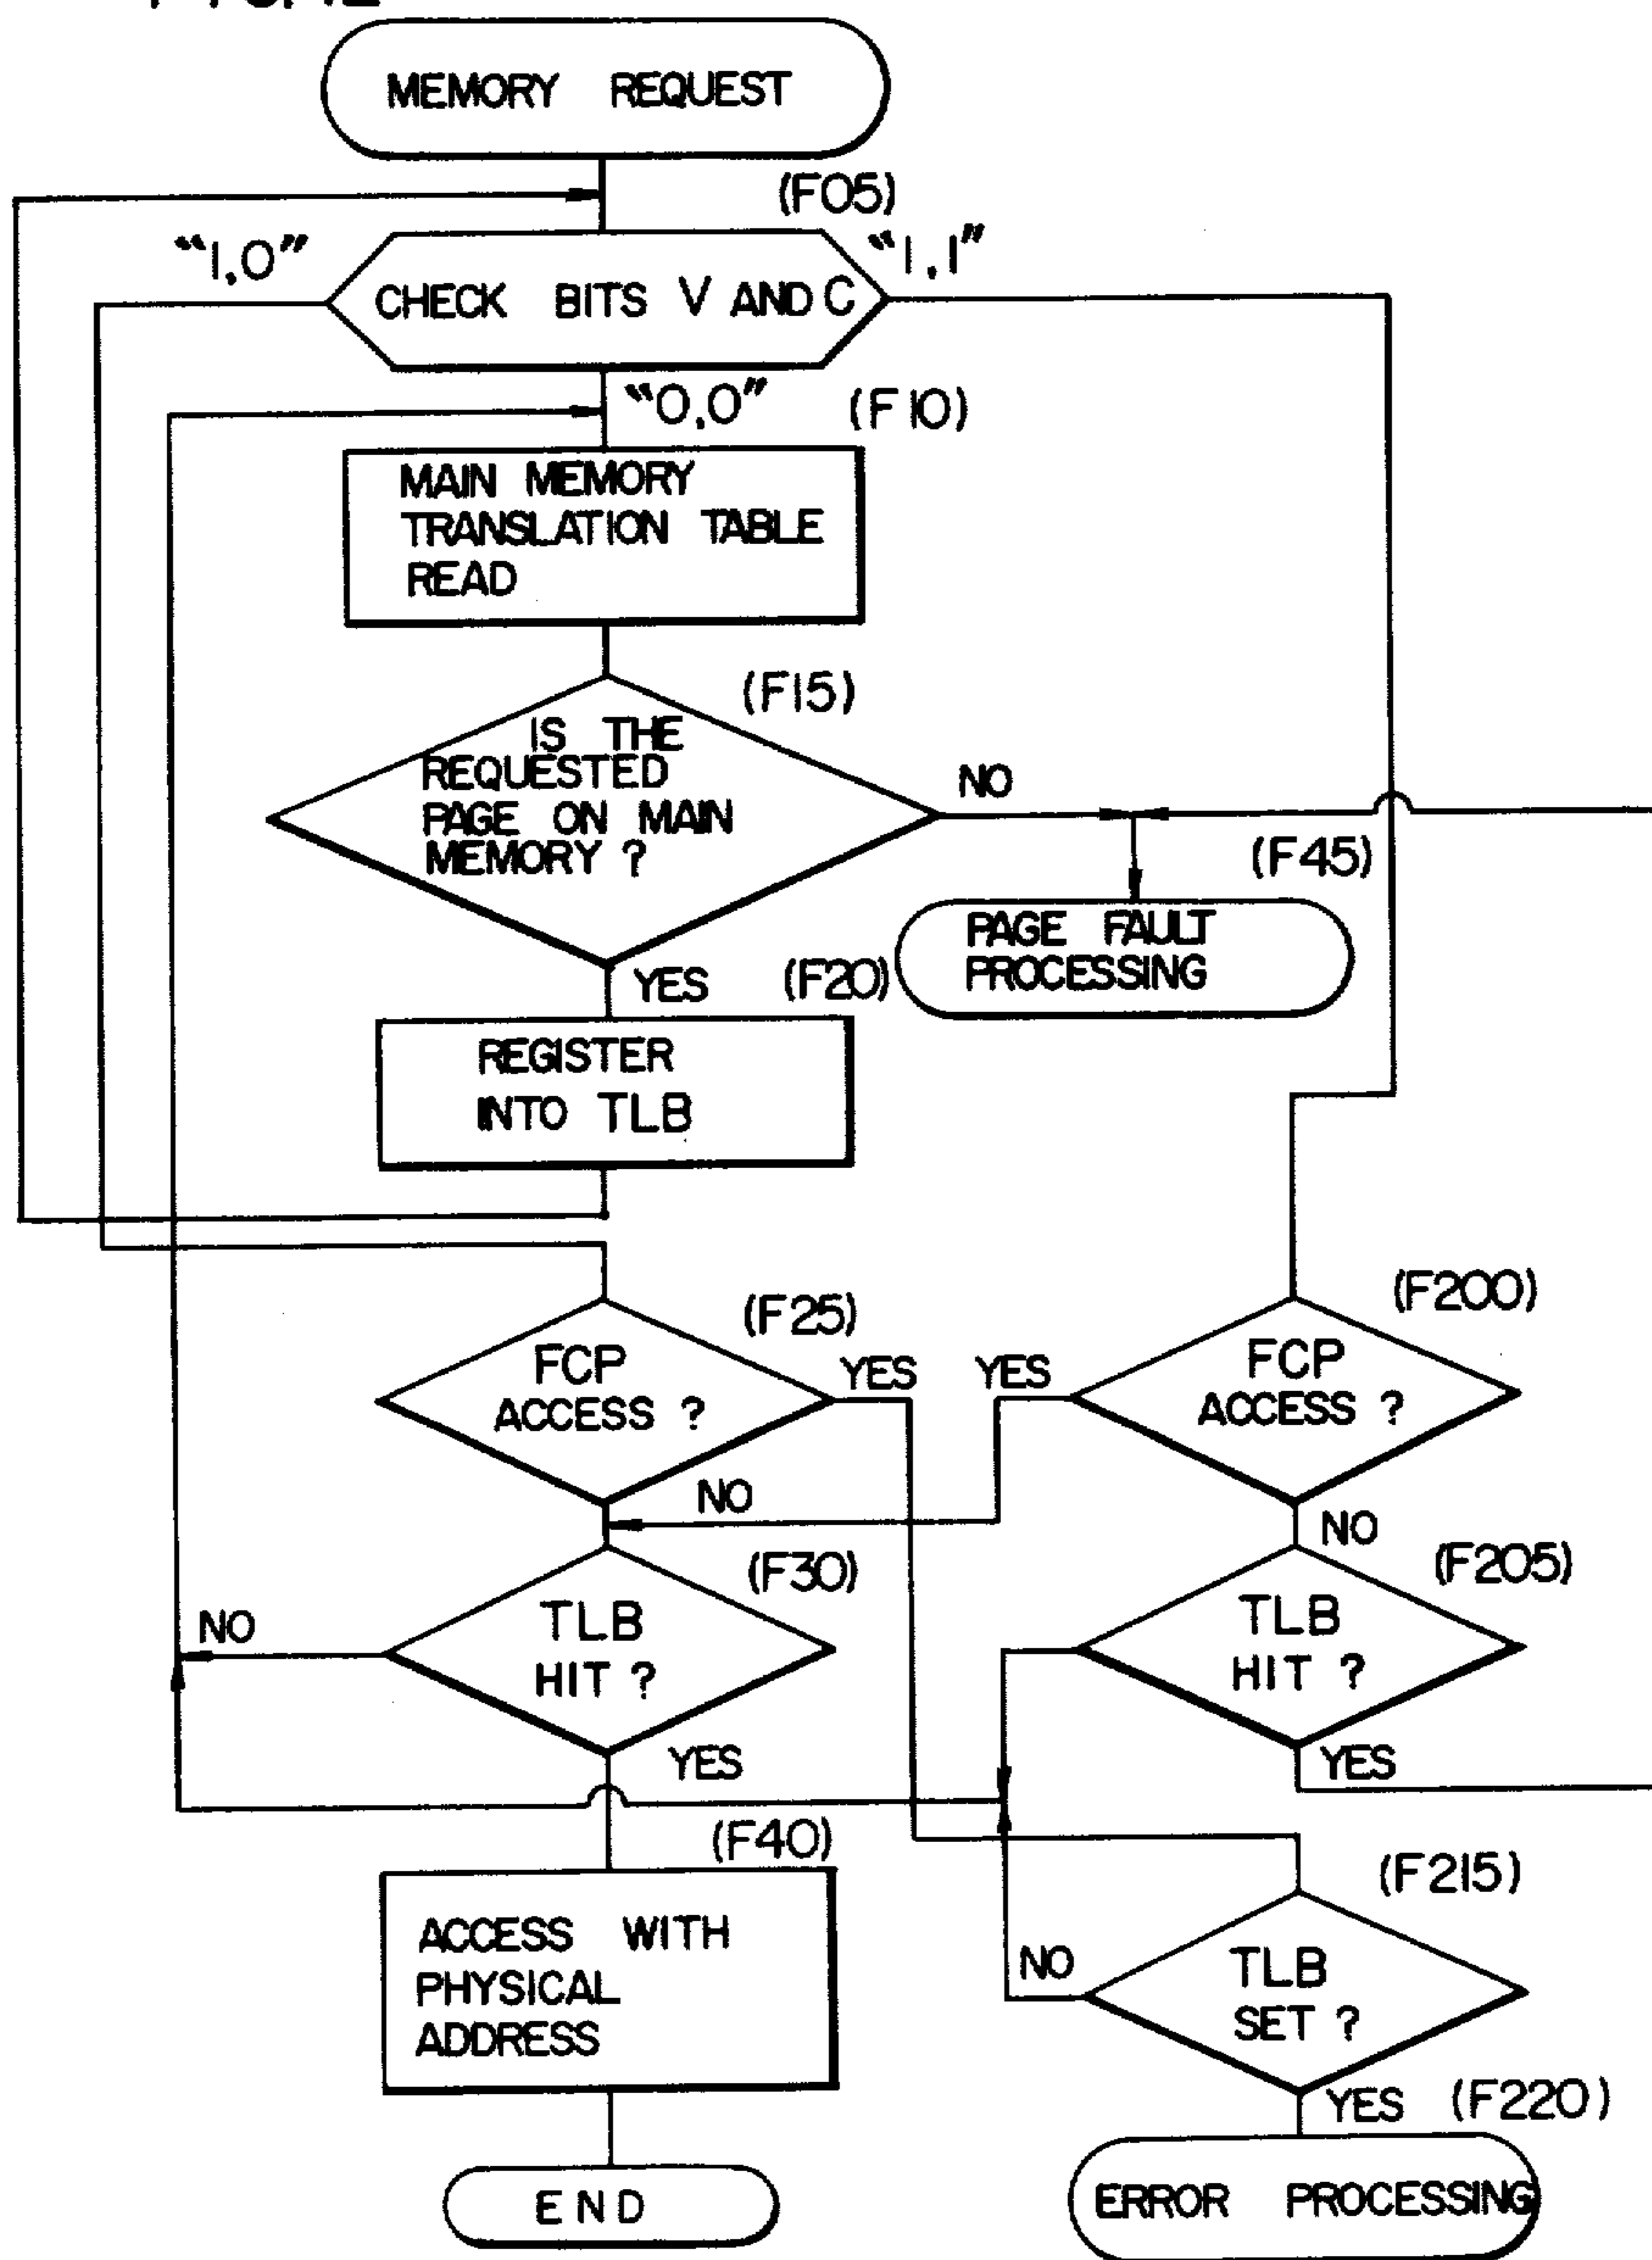 MEMORY REQUEST
(F05)
"1,0"
"1,1"
CHECK BITS V AND C
"0,0"
(F10)
MAIN MEMORY
TRANSLATION TABLE
READ
(F15)
IS THE
REQUESTED
PAGE ON MAIN
MEMORY ?
NO
(F45)
PAGE FAULT
PROCESSING
YES
(F20)
REGISTER
INTO TLB
(F25)
FCP
ACCESS ?
YES
NO
(F200)
FCP
ACCESS ?
YES
NO
(F30)
TLB
HIT ?
NO
YES
(F205)
TLB
HIT ?
YES
(F40)
ACCESS WITH
PHYSICAL
ADDRESS
(F215)
TLB
SET ?
NO
YES
(F220)
END
ERROR PROCESSING